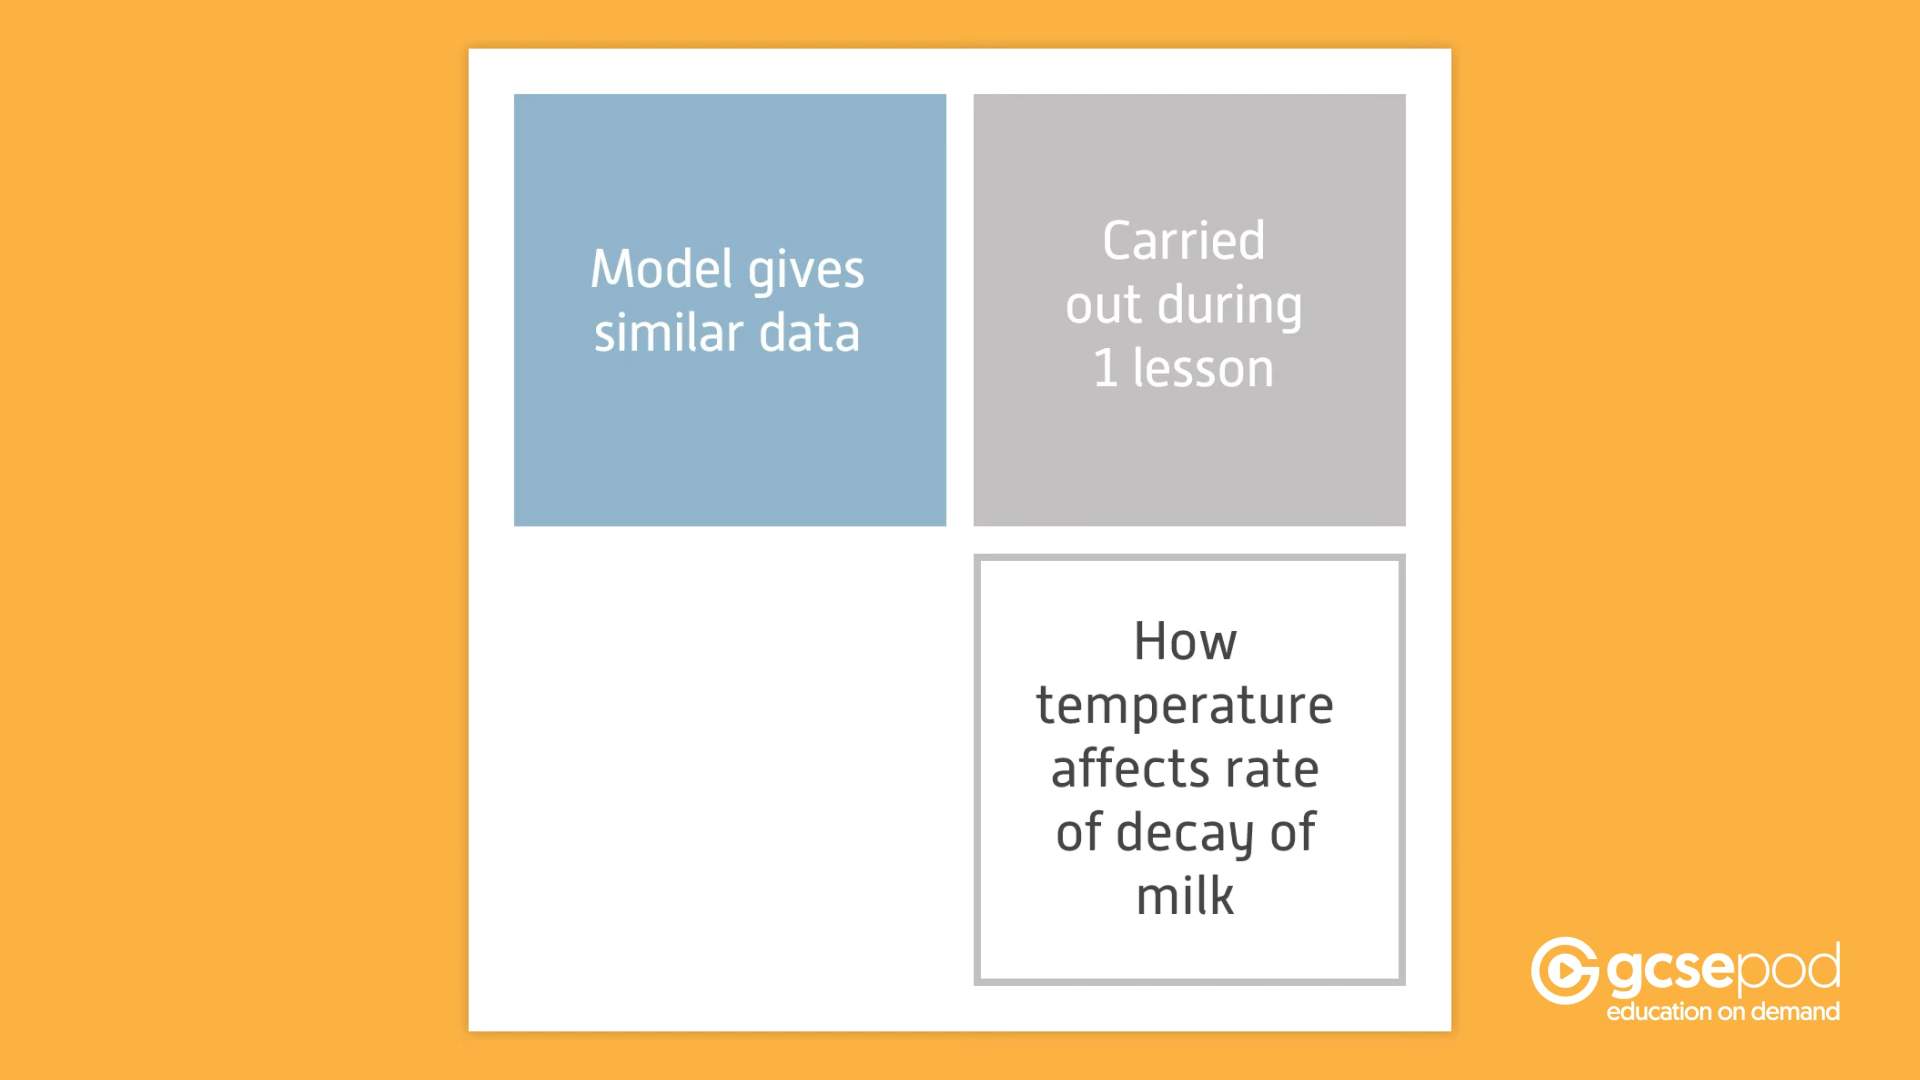 Model gives
similar data
Carried
out during
1 lesson
How
temperature
affects rate
of decay of
milk
gcsepod
education on demand